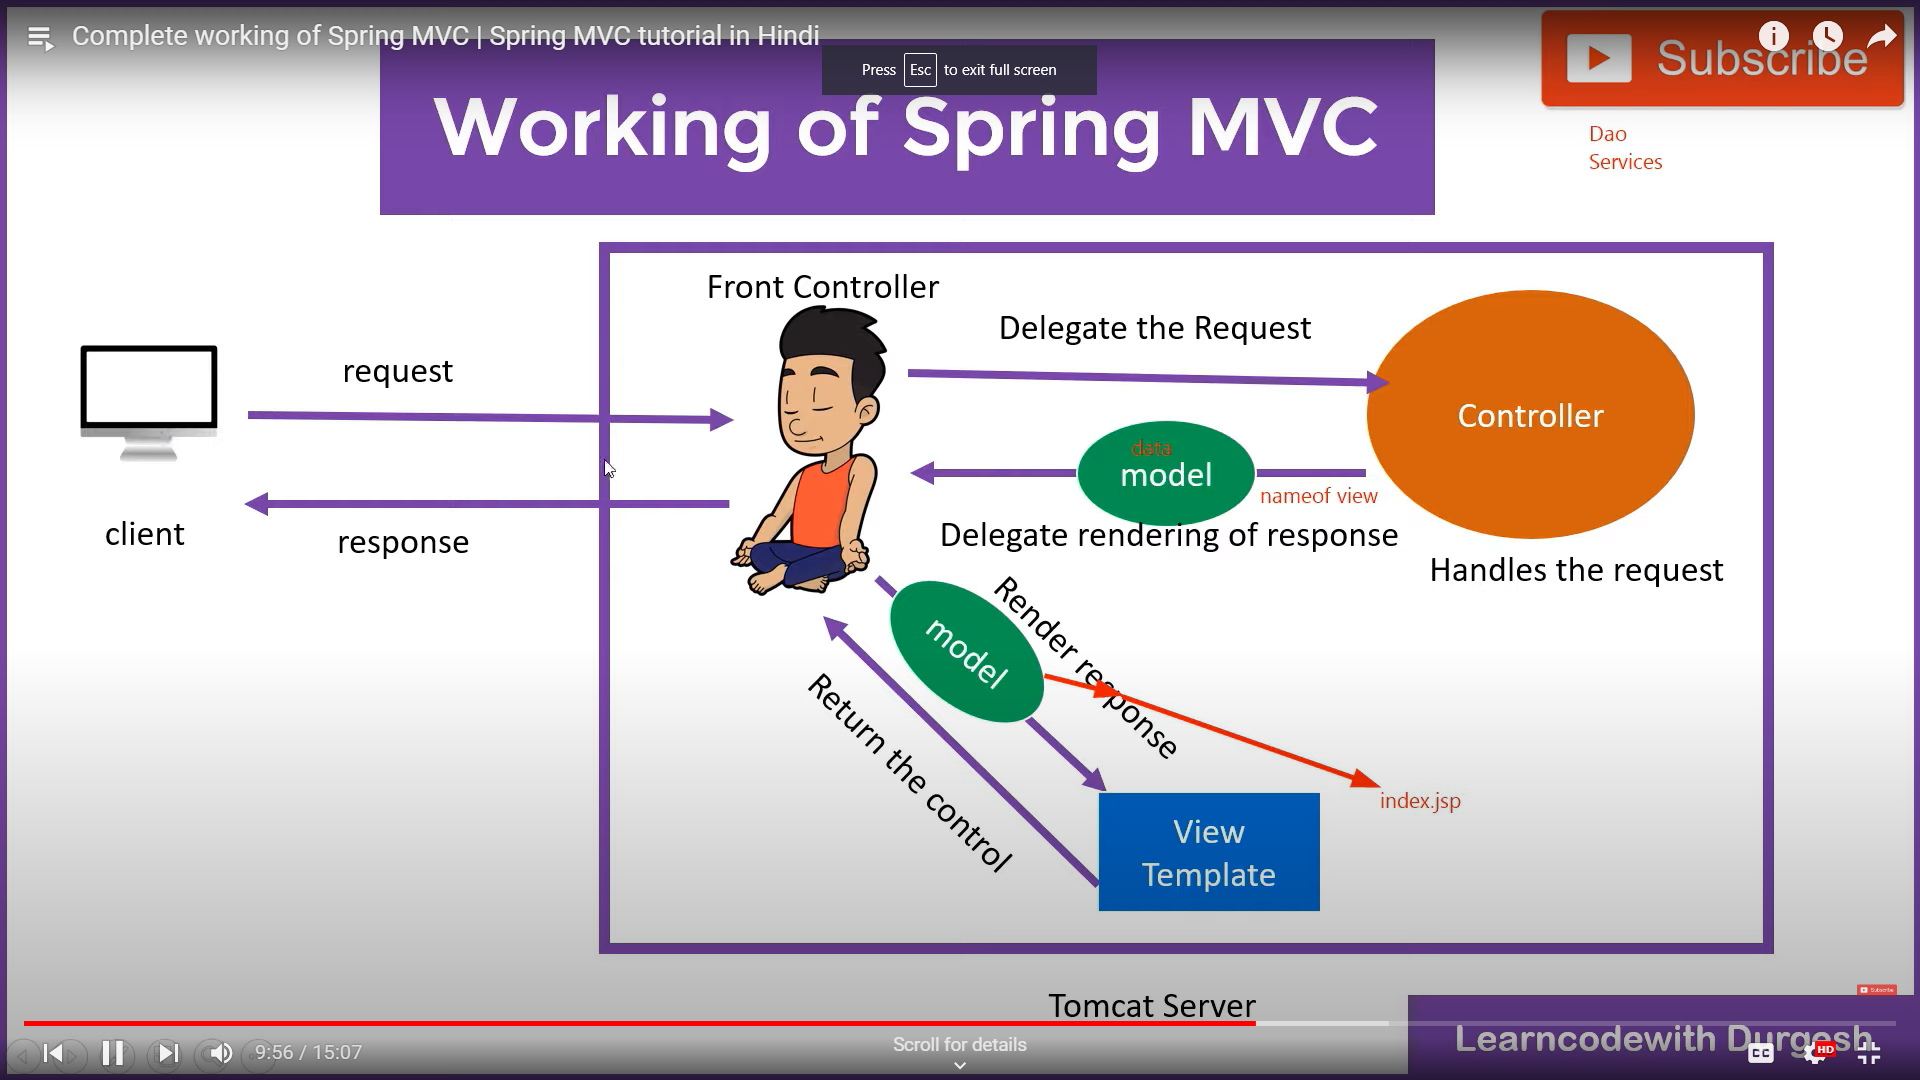 Complete working of Spring MVC | Spring MVC tutorial in Hindi
Press Esc to exit full screen
Subscribe
Working of Spring MVC
Dao
Services
Front Controller
Delegate the Request
request
Controller
data
model
nameof view
client
response
Delegate rendering of response
Handles the request
model
Render response
Return the control
index.jsp
View
Template
Tomcat Server
Subscribe
Learncodewith Durgesh
9:56 / 15:07
Scroll for details
CC
HD